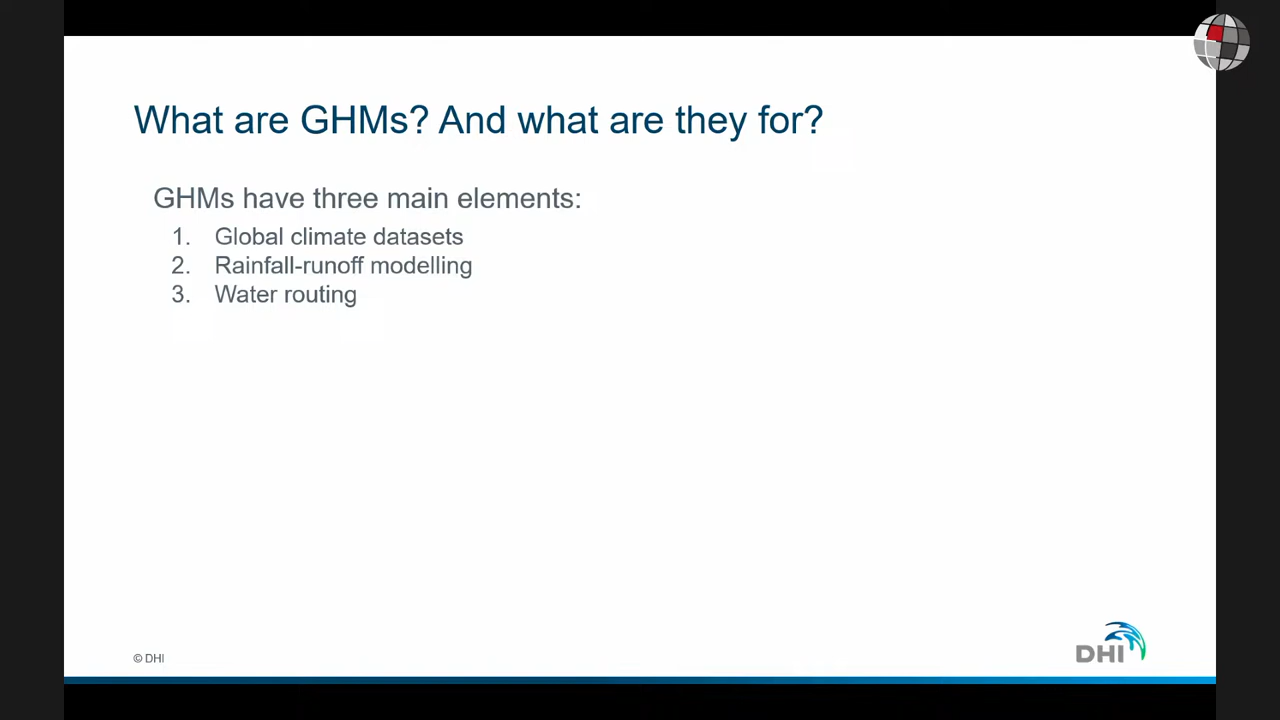 What are GHMs? And what are they for?
GHMs have three main elements:
1. Global climate datasets
2. Rainfall-runoff modelling
3. Water routing
© DHI
DHI